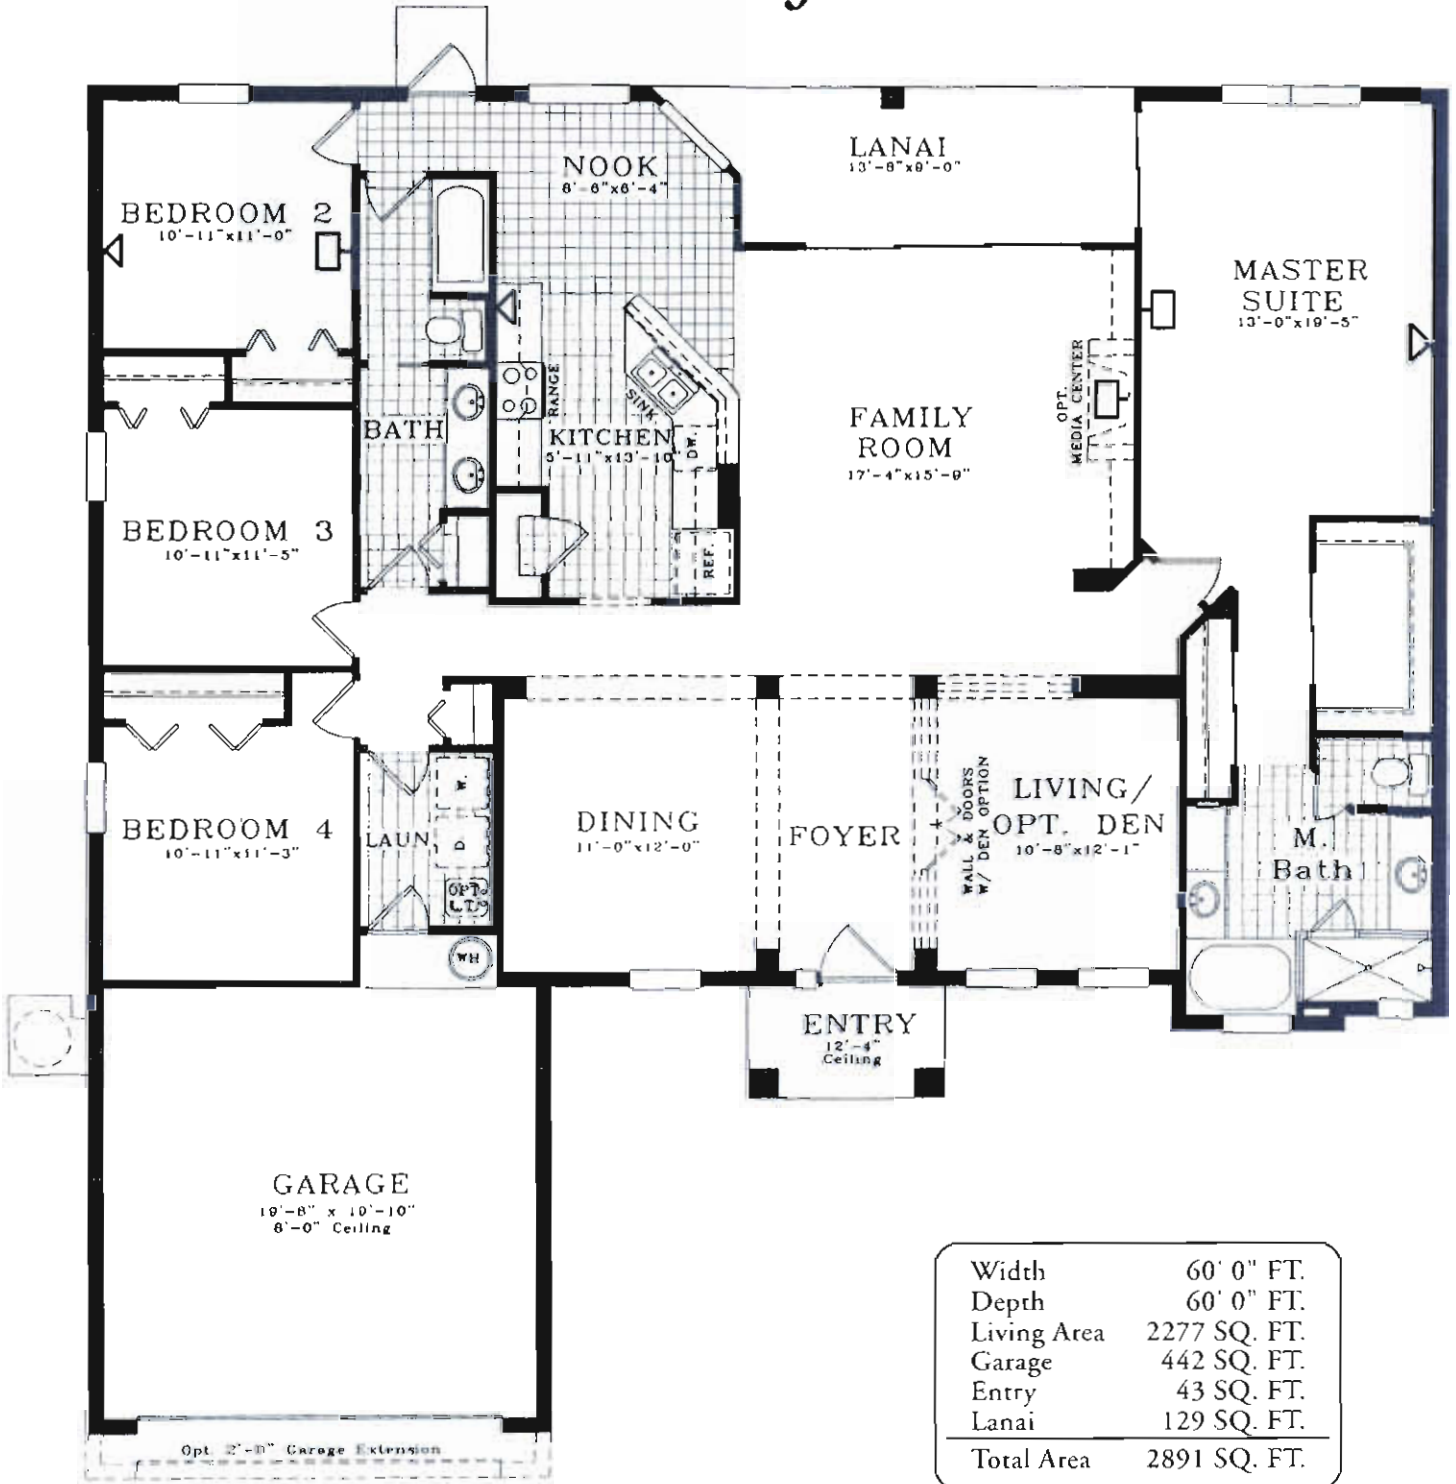 NOOK
8'-6"x6'-4"
LANAI
13'-8"x9'-0"
BEDROOM 2
10'-11"x11'-0"
MASTER
SUITE
13'-0"x19'-5"
RANGE
SINK
OPT.
MEDIA CENTER
BATH
KITCHEN
DW.
FAMILY
ROOM
17'-4"x15'-9"
BEDROOM 3
10'-11"x11'-5"
REF.
BEDROOM 4
10'-11"x11'-3"
LAUN
W.
D.
OPT.
L.T.
WH
DINING
11'-0"x12'-0"
FOYER
WALL & DOORS
W/ DEN OPTION
LIVING/
OPT. DEN
10'-8"x12'-1"
M.
Bath
ENTRY
12'-4"
Ceiling
GARAGE
19'-8" x 19'-10"
8'-0" Ceiling
Opt. 2'-0" Garage Extension
Width 60' 0" FT.
Depth 60' 0" FT.
Living Area 2277 SQ. FT.
Garage 442 SQ. FT.
Entry 43 SQ. FT.
Lanai 129 SQ. FT.
Total Area 2891 SQ. FT.